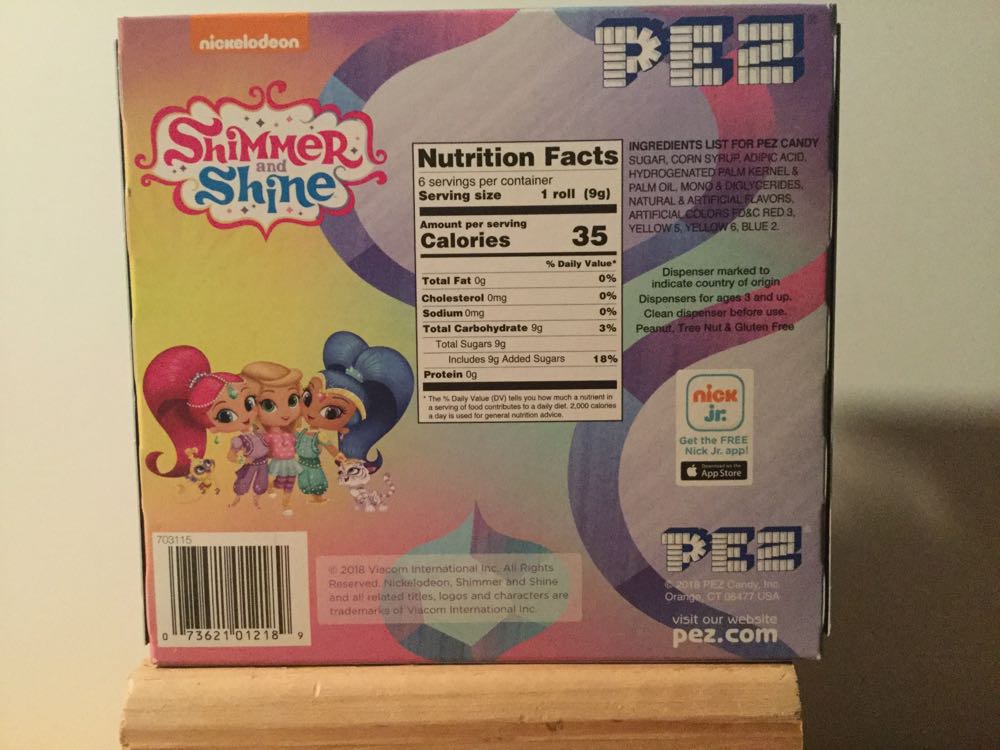 nickelodeon
PEZ
Shimmer
and
Shine
Nutrition Facts
6 servings per container
Serving size 1 roll (9g)
Amount per serving
Calories 35
% Daily Value*
Total Fat 0g 0%
Cholesterol 0mg 0%
Sodium 0mg 0%
Total Carbohydrate 9g 3%
Total Sugars 9g
Includes 9g Added Sugars 18%
Protein 0g
* The % Daily Value (DV) tells you how much a nutrient in
a serving of food contributes to a daily diet. 2,000 calories
a day is used for general nutrition advice.
INGREDIENTS LIST FOR PEZ CANDY
SUGAR, CORN SYRUP, ADIPIC ACID,
HYDROGENATED PALM KERNEL &
PALM OIL, MONO & DIGLYCERIDES,
NATURAL & ARTIFICIAL FLAVORS,
ARTIFICIAL COLORS FD&C RED 3,
YELLOW 5, YELLOW 6, BLUE 2.
Dispenser marked to
indicate country of origin
Dispensers for ages 3 and up.
Clean dispenser before use.
Peanut, Tree Nut & Gluten Free
nick
jr.
Get the FREE
Nick Jr. app!
Download on the
App Store
703115
0 73621 01218 9
© 2018 Viacom International Inc. All Rights
Reserved. Nickelodeon, Shimmer and Shine
and all related titles, logos and characters are
trademarks of Viacom International Inc.
PEZ
© 2018 PEZ Candy, Inc.
Orange, CT 06477 USA
visit our website
pez.com